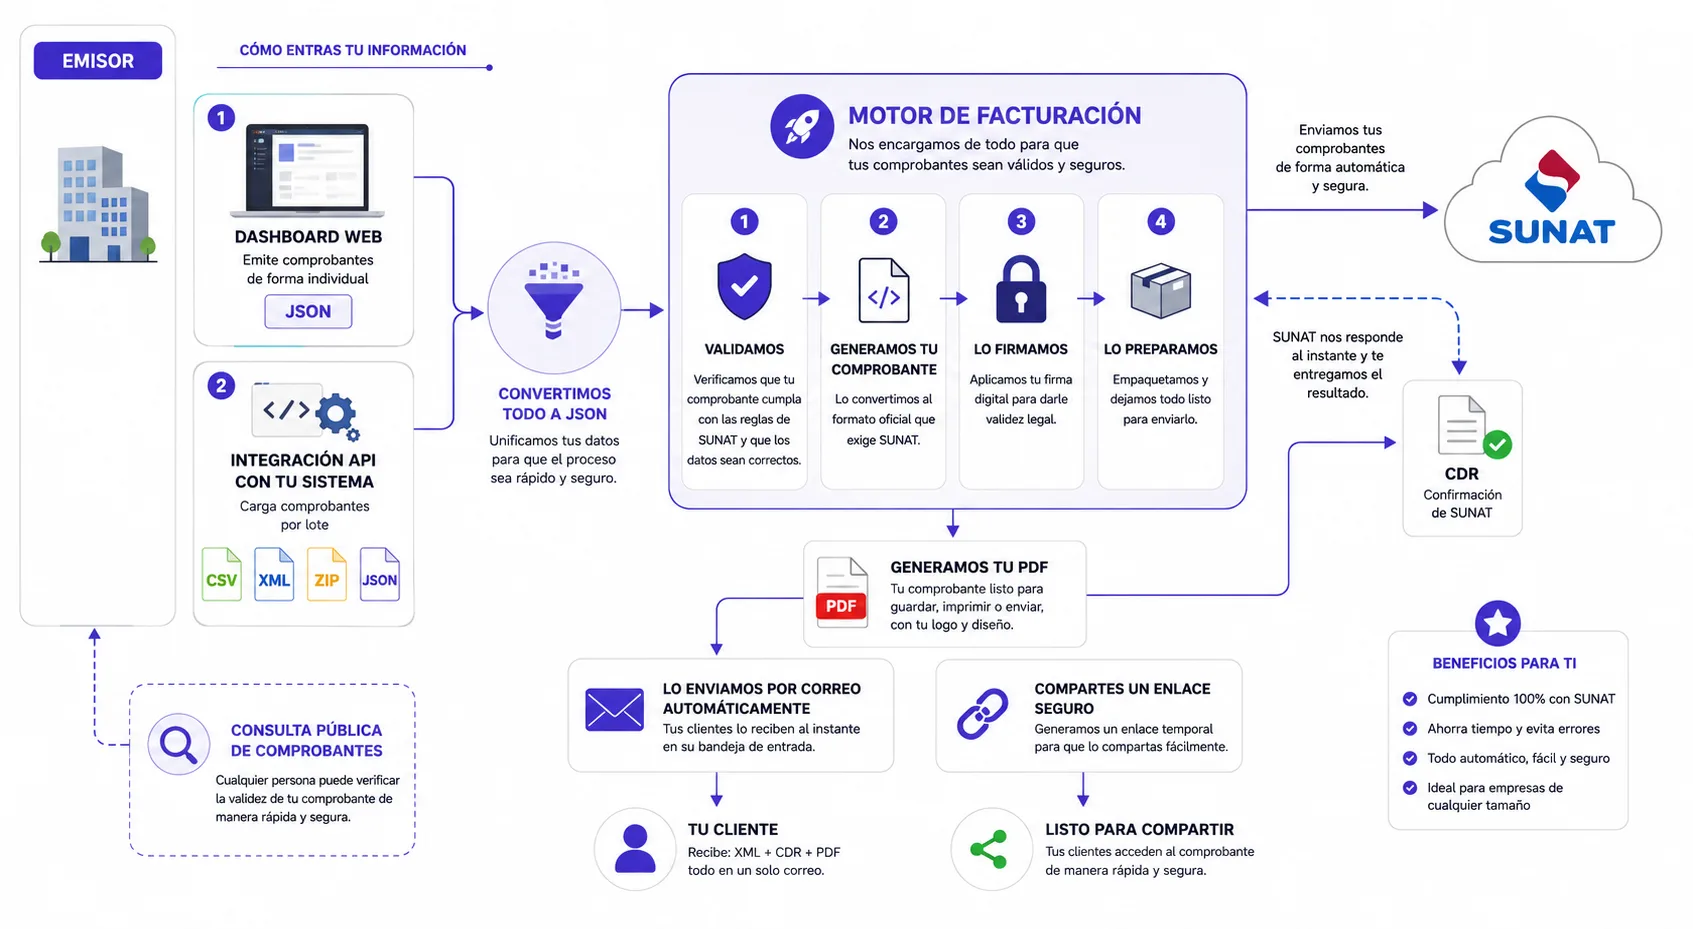 EMISOR
CÓMO ENTRAS TU INFORMACIÓN
1
DASHBOARD WEB
Emite comprobantes
de forma individual
JSON
2
</>
INTEGRACIÓN API
CON TU SISTEMA
Carga comprobantes
por lote
CSV
XML
ZIP
JSON
CONSULTA PÚBLICA
DE COMPROBANTES
Cualquier persona puede verificar
la validez de tu comprobante de
manera rápida y segura.
CONVERTIMOS
TODO A JSON
Unificamos tus datos
para que el proceso
sea rápido y seguro.
MOTOR DE FACTURACIÓN
Nos encargamos de todo para que
tus comprobantes sean válidos y seguros.
1
VALIDAMOS
Verificamos que tu
comprobante cumpla
con las reglas de
SUNAT y que los
datos sean correctos.
2
</>
GENERAMOS TU
COMPROBANTE
Lo convertimos al
formato oficial que
exige SUNAT.
3
LO FIRMAMOS
Aplicamos tu firma
digital para darle
validez legal.
4
LO PREPARAMOS
Empaquetamos y
dejamos todo listo
para enviarlo.
Enviamos tus
comprobantes
de forma automática
y segura.
SUNAT
SUNAT nos responde
al instante y te
entregamos el
resultado.
CDR
Confirmación
de SUNAT
PDF
GENERAMOS TU PDF
Tu comprobante listo para
guardar, imprimir o enviar,
con tu logo y diseño.
LO ENVIAMOS POR CORREO
AUTOMÁTICAMENTE
Tus clientes lo reciben al instante
en su bandeja de entrada.
TU CLIENTE
Recibe: XML + CDR + PDF
todo en un solo correo.
COMPARTES UN ENLACE
SEGURO
Generamos un enlace temporal
para que lo compartas fácilmente.
LISTO PARA COMPARTIR
Tus clientes acceden al comprobante
de manera rápida y segura.
BENEFICIOS PARA TI
Cumplimiento 100% con SUNAT
Ahorra tiempo y evita errores
Todo automático, fácil y seguro
Ideal para empresas de
cualquier tamaño